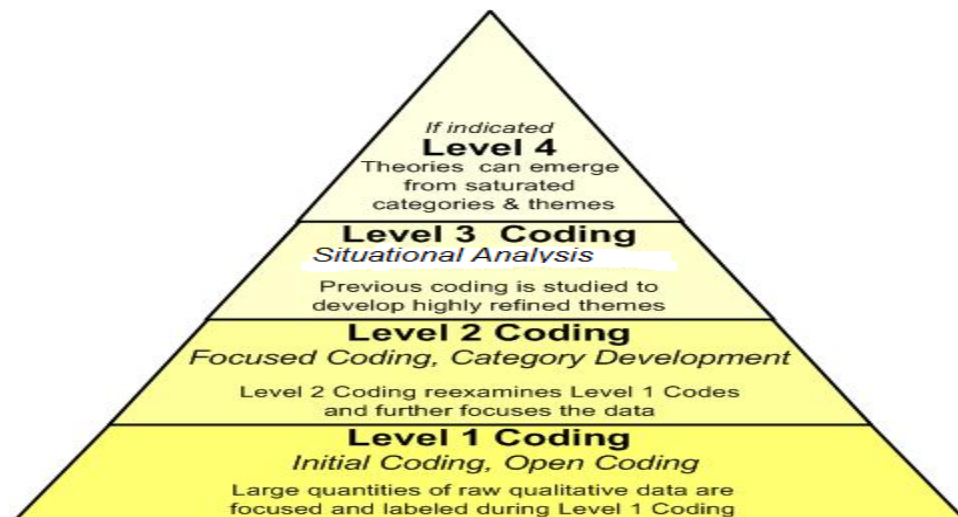 If indicated
Level 4
Theories can emerge
from saturated
categories & themes
Level 3 Coding
Situational Analysis
Previous coding is studied to
develop highly refined themes
Level 2 Coding
Focused Coding, Category Development
Level 2 Coding reexamines Level 1 Codes
and further focuses the data
Level 1 Coding
Initial Coding, Open Coding
Large quantities of raw qualitative data are
focused and labeled during Level 1 Coding